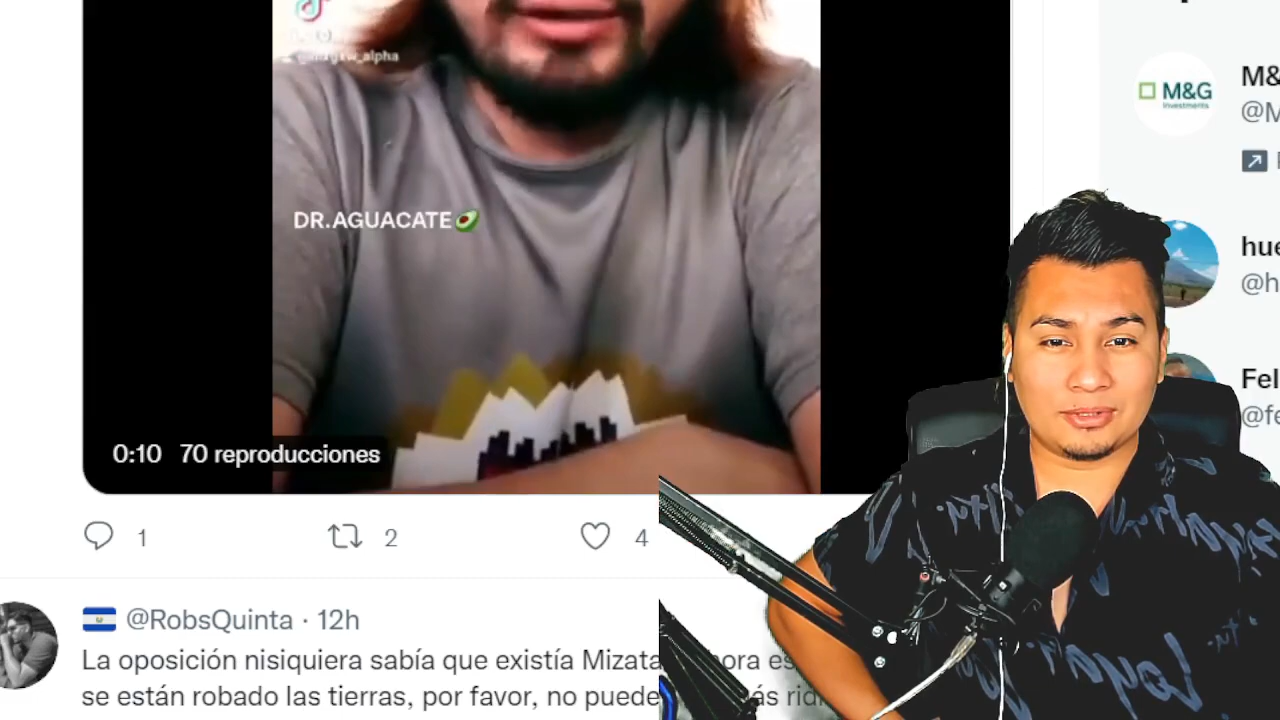 M&G
Investments
M&
@M
DR.AGUACATE🥑
hue
@h
Fel
@fe
0:10 70 reproducciones
1 2 4
@RobsQuinta · 12h
La oposición nisiquiera sabía que existía Mizata
se están robado las tierras, por favor, no puede